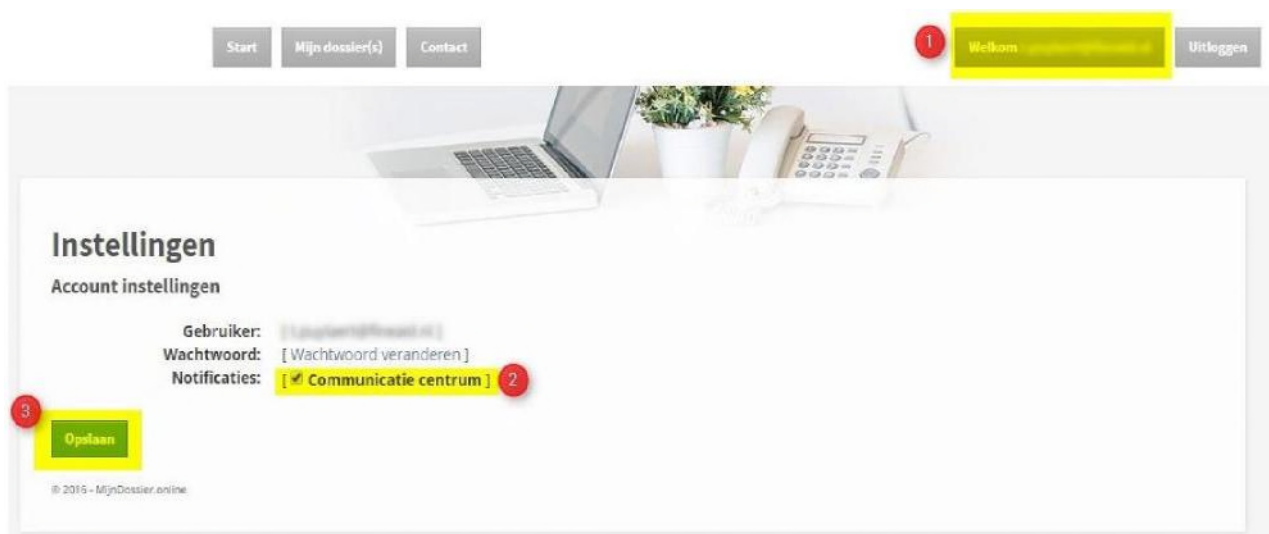 Start Mijn dossier(s) Contact 1 Welkom Uitloggen
Instellingen
Account instellingen
Gebruiker:
Wachtwoord: [ Wachtwoord veranderen ]
Notificaties: [ Communicatie centrum ] 2
3
Opslaan
© 2016 - MijnDossier.online